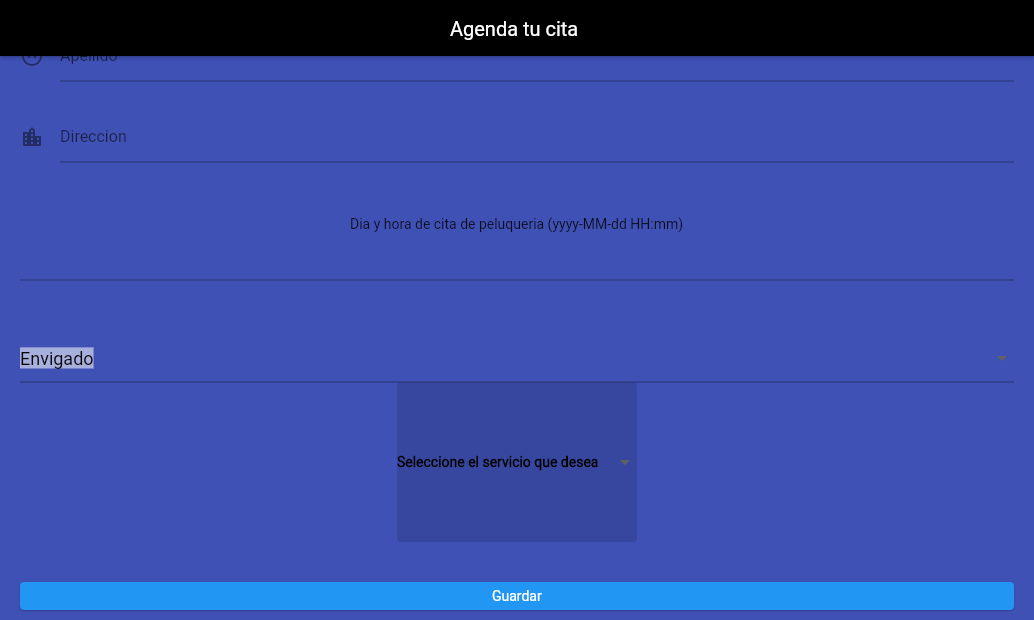 Agenda tu cita
Apellido
Direccion
Dia y hora de cita de peluqueria (yyyy-MM-dd HH:mm)
Envigado
Seleccione el servicio que desea
Guardar